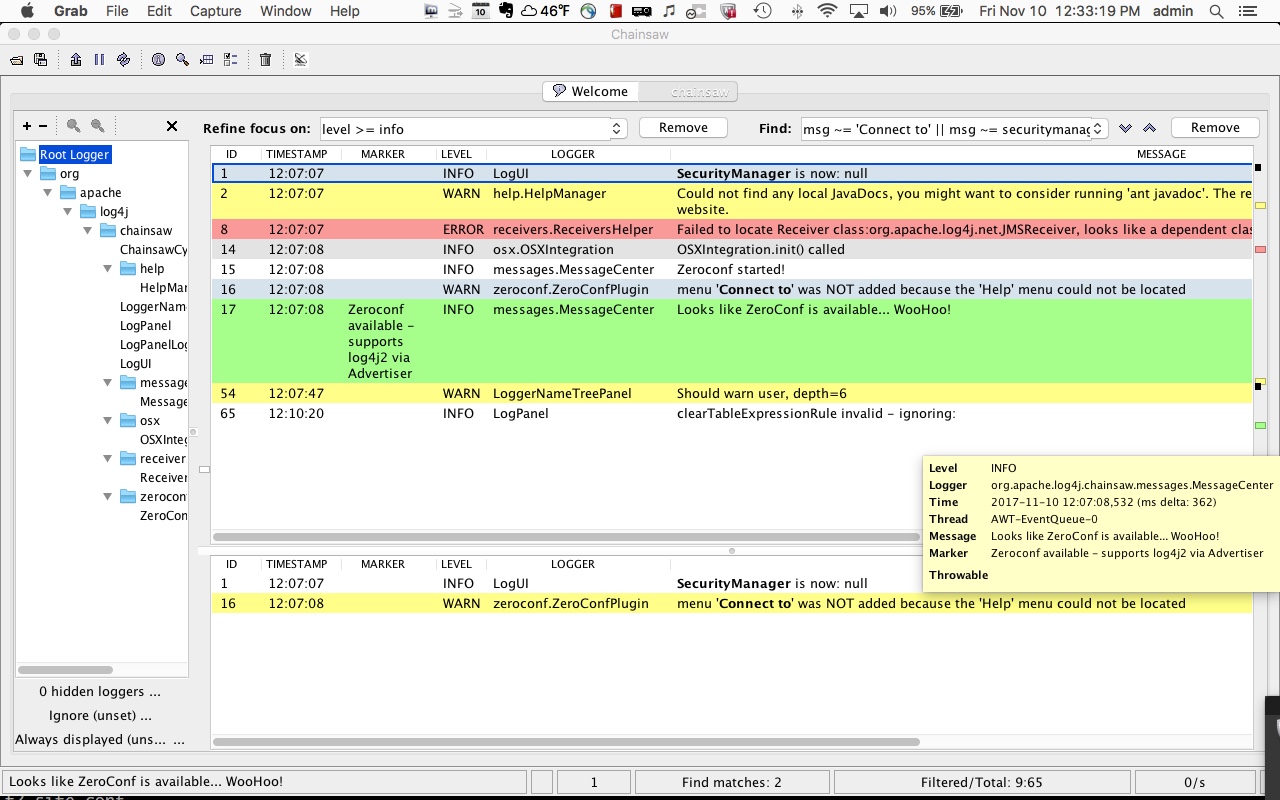 Grab File Edit Capture Window Help 10 46°F 95% Fri Nov 10 12:33:19 PM admin
Chainsaw
Welcome chainsaw
Refine focus on: level >= info Remove Find: msg ~= 'Connect to' || msg ~= securitymanag Remove
Root Logger
org
apache
log4j
chainsaw
ChainsawCy
help
HelpMar
LoggerNam
LogPanel
LogPanelLog
LogUI
message
Message
osx
OSXInteg
receiver
Receiver
zerocon
ZeroCon
0 hidden loggers ...
Ignore (unset) ...
Always displayed (uns... ...
ID TIMESTAMP MARKER LEVEL LOGGER MESSAGE
1 12:07:07 INFO LogUI SecurityManager is now: null
2 12:07:07 WARN help.HelpManager Could not find any local JavaDocs, you might want to consider running 'ant javadoc'. The re
website.
8 12:07:07 ERROR receivers.ReceiversHelper Failed to locate Receiver class:org.apache.log4j.net.JMSReceiver, looks like a dependent clas
14 12:07:08 INFO osx.OSXIntegration OSXIntegration.init() called
15 12:07:08 INFO messages.MessageCenter Zeroconf started!
16 12:07:08 WARN zeroconf.ZeroConfPlugin menu 'Connect to' was NOT added because the 'Help' menu could not be located
17 12:07:08 Zeroconf INFO messages.MessageCenter Looks like ZeroConf is available... WooHoo!
available -
supports
log4j2 via
Advertiser
54 12:07:47 WARN LoggerNameTreePanel Should warn user, depth=6
65 12:10:20 INFO LogPanel clearTableExpressionRule invalid - ignoring:
Level INFO
Logger org.apache.log4j.chainsaw.messages.MessageCenter
Time 2017-11-10 12:07:08,532 (ms delta: 362)
Thread AWT-EventQueue-0
Message Looks like ZeroConf is available... WooHoo!
Marker Zeroconf available - supports log4j2 via Advertiser
Throwable
ID TIMESTAMP MARKER LEVEL LOGGER
1 12:07:07 INFO LogUI SecurityManager is now: null
16 12:07:08 WARN zeroconf.ZeroConfPlugin menu 'Connect to' was NOT added because the 'Help' menu could not be located
Looks like ZeroConf is available... WooHoo! 1 Find matches: 2 Filtered/Total: 9:65 0/s